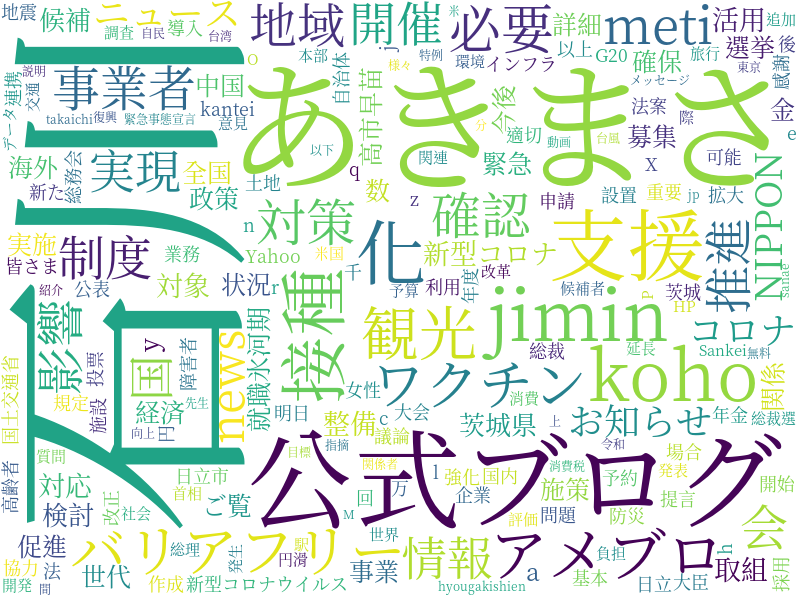 地震
候補
ニュース
地域
開催
必要
meti
活用
追加
調査
自民
導入
台湾
事業者
中国
kantei
本部
特例
米
j
環境
インフラ
詳細
以上
G20
確保
選挙
旅行
後
感謝
データ
連携
交通
説明
takaichi
復興
緊急事態宣言
意見
自治体
様々
メッセージ
東京
あきまさ
石川
海外
新た
総務会
実現
全国
政策
土地
高市早苗
q
数
関連
今後
適切
緊急
分
動画
台風
募集
法案
際
X
可能
金
e
実施
制度
業務
対策
確認
z
申請
支援
設置
重要
jp
拡大
皆さま
公表
紹介
対象
状況
n
Yahoo
r
米国
千
化
新型コロナ
予算
利用
年度
改革
候補者
茨城
P
HP
推進
NIPPON
sanae
国土交通省
影響
昭
news
y
国
経済
円
向上
障害者
先生
規定
施設
投票
就職氷河期
接種
観光
jimin
総裁
延長
Sankei
無料
コロナ
女性
ワクチン
消費
koho
関係
明日
c
大会
整備
議論
指摘
茨城県
上
お知らせ
年金
総裁選
高齢者
質問
対応
検討
改正
社会
日立市
首相
ご覧
公式ブログ
目標
関係者
回
万
l
強化
国内
企業
消費税
予約
施策
令和
問題
提言
防災
場合
発表
開始
会
促進
協力
法
開発
間
世代
バリアフリー
総理
発生
作成
新型コロナウイルス
駅
円滑
M
世界
情報
事業
hyougakishien
a
評価
アメブロ
基本
負担
日立大臣
h
取組
採用
O